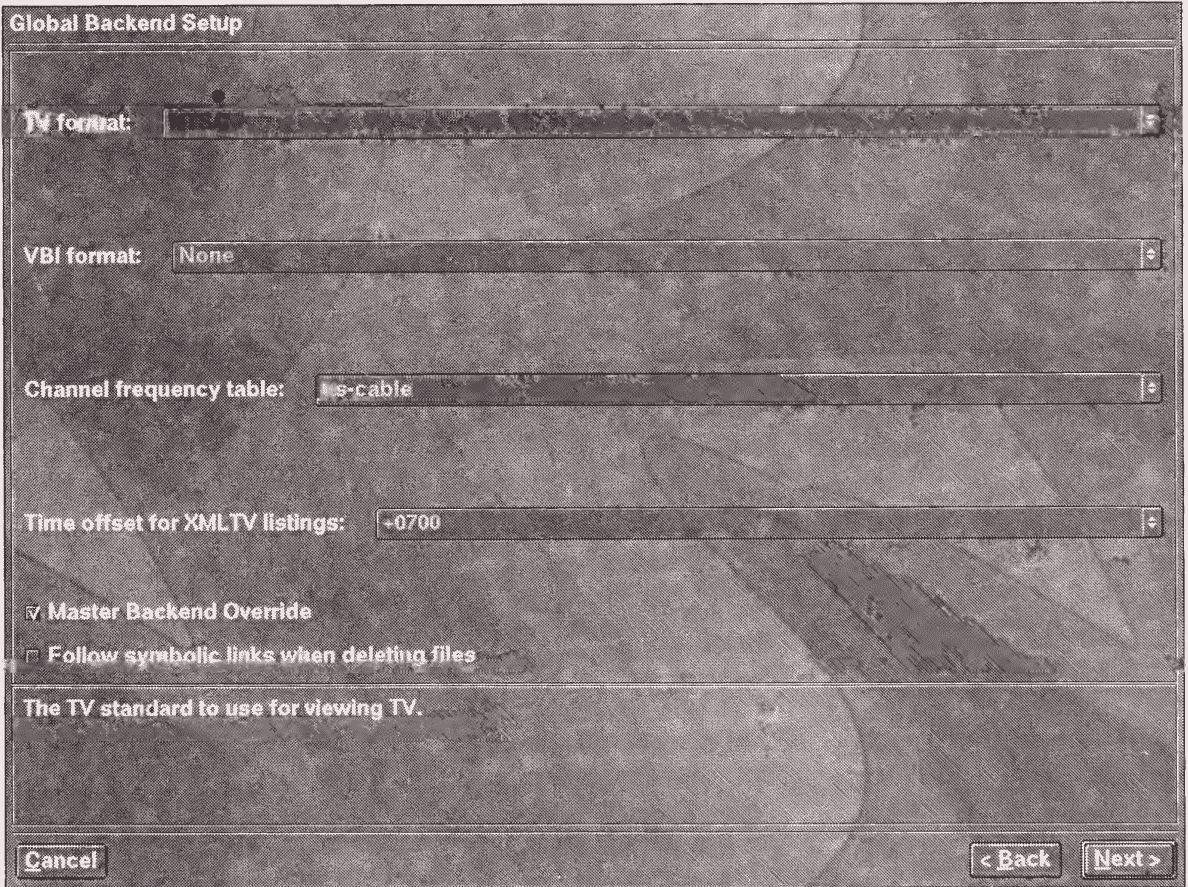 Global Backend Setup
TV format:
VBI format: None
Channel frequency table: us-cable
Time offset for XMLTV listings: +0700
Master Backend Override
Follow symbolic links when deleting files
The TV standard to use for viewing TV.
Cancel
< Back Next >